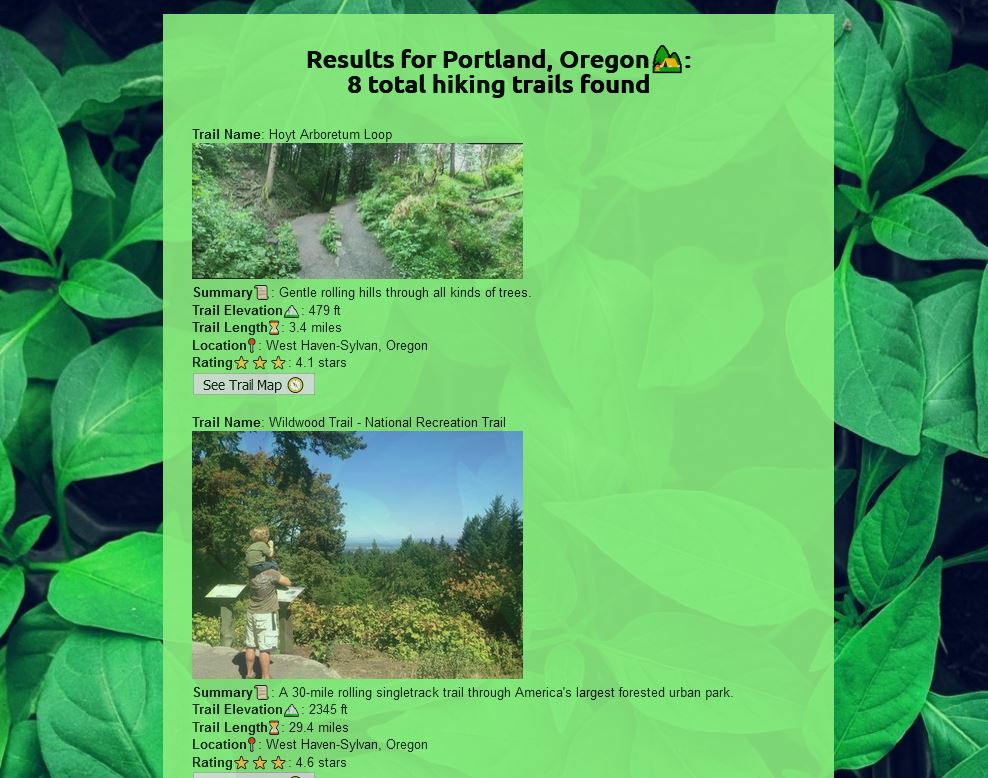 Results for Portland, Oregon🏕:
8 total hiking trails found
Trail Name: Hoyt Arboretum Loop
Summary📜: Gentle rolling hills through all kinds of trees.
Trail Elevation⛰: 479 ft
Trail Length⏳: 3.4 miles
Location📍: West Haven-Sylvan, Oregon
Rating⭐⭐⭐: 4.1 stars
See Trail Map 🧭
Trail Name: Wildwood Trail - National Recreation Trail
Summary📜: A 30-mile rolling singletrack trail through America's largest forested urban park.
Trail Elevation⛰: 2345 ft
Trail Length⏳: 29.4 miles
Location📍: West Haven-Sylvan, Oregon
Rating⭐⭐⭐: 4.6 stars